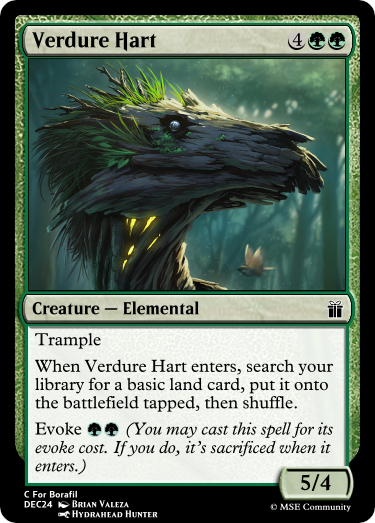 Verdure Hart 4
Creature — Elemental
Trample
When Verdure Hart enters, search your
library for a basic land card, put it onto
the battlefield tapped, then shuffle.
Evoke (You may cast this spell for its
evoke cost. If you do, it's sacrificed when it
enters.)
5/4
C For Borafil
DEC24 Brian Valeza
Hydrahead Hunter
© MSE Community